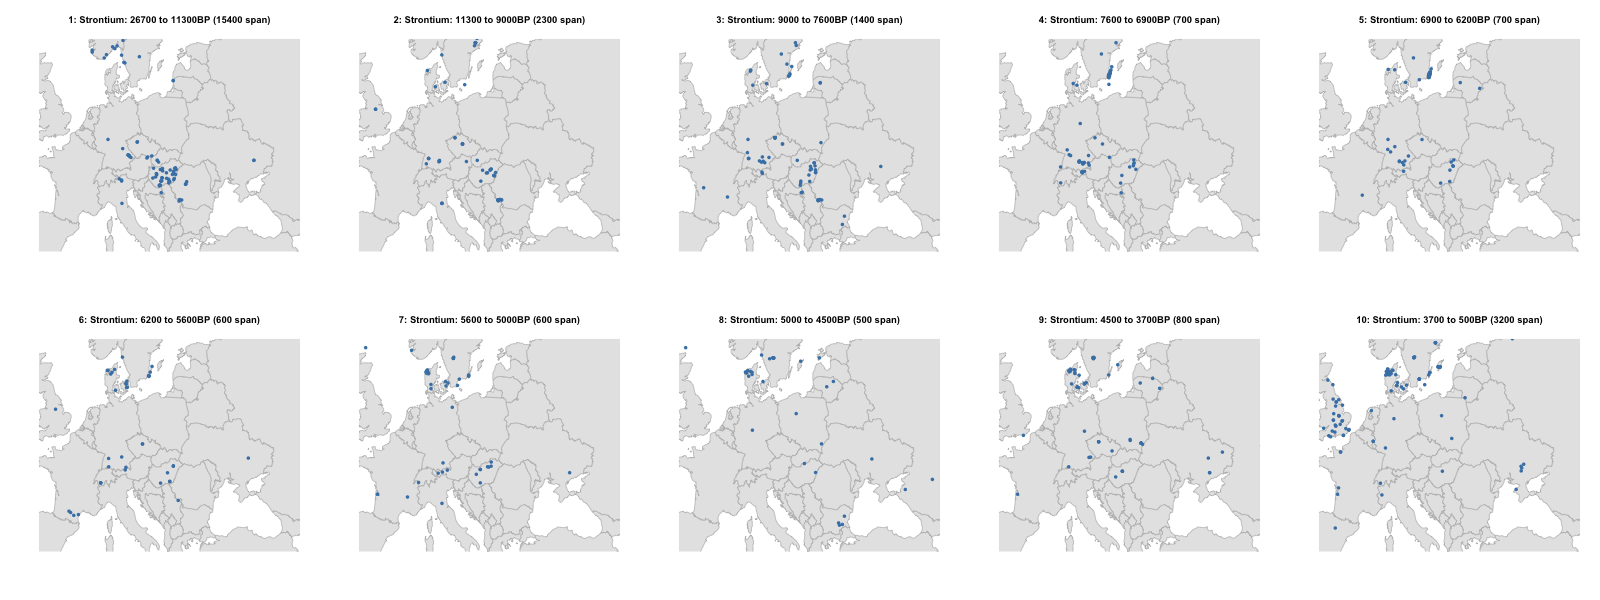 1: Strontium: 26700 to 11300BP (15400 span)
2: Strontium: 11300 to 9000BP (2300 span)
3: Strontium: 9000 to 7600BP (1400 span)
4: Strontium: 7600 to 6900BP (700 span)
5: Strontium: 6900 to 6200BP (700 span)
6: Strontium: 6200 to 5600BP (600 span)
7: Strontium: 5600 to 5000BP (600 span)
8: Strontium: 5000 to 4500BP (500 span)
9: Strontium: 4500 to 3700BP (800 span)
10: Strontium: 3700 to 500BP (3200 span)